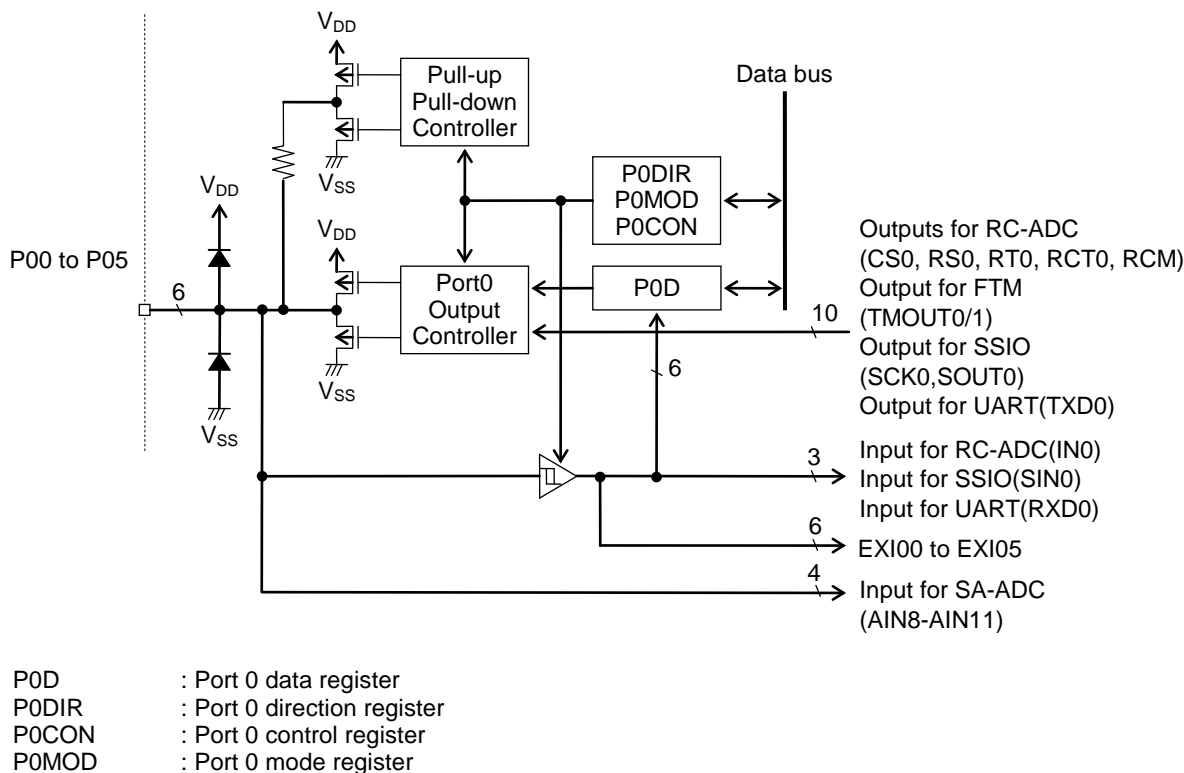 VDD
Pull-up
Pull-down
Controller
Data bus
VSS
VDD
P0DIR
P0MOD
P0CON
P00 to P05
6
VDD
Port0
Output
Controller
P0D
Outputs for RC-ADC
(CS0, RS0, RT0, RCT0, RCM)
Output for FTM
(TMOUT0/1)
Output for SSIO
(SCK0,SOUT0)
Output for UART(TXD0)
10
6
VSS
VSS
3
Input for RC-ADC(IN0)
Input for SSIO(SIN0)
Input for UART(RXD0)
6
EXI00 to EXI05
4
Input for SA-ADC
(AIN8-AIN11)
P0D : Port 0 data register
P0DIR : Port 0 direction register
P0CON : Port 0 control register
P0MOD : Port 0 mode register